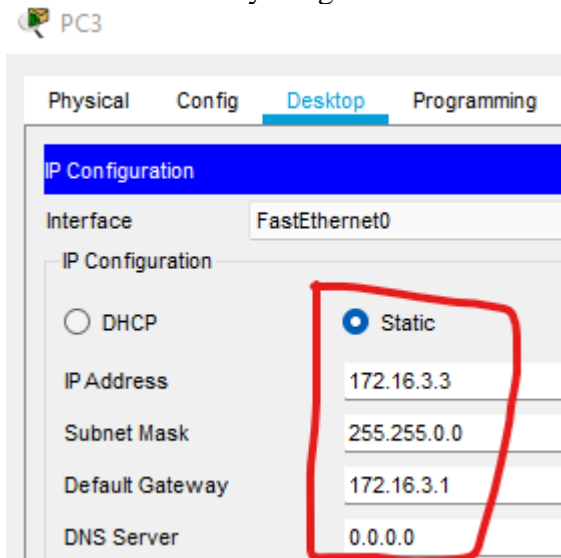 PC3
Physical Config Desktop Programming
IP Configuration
Interface FastEthernet0
IP Configuration
DHCP Static
IP Address 172.16.3.3
Subnet Mask 255.255.0.0
Default Gateway 172.16.3.1
DNS Server 0.0.0.0